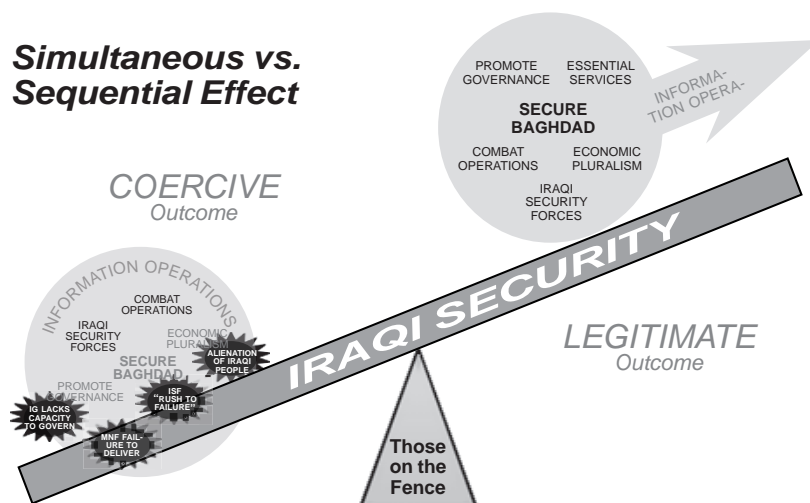 Simultaneous vs.
Sequential Effect
PROMOTE
GOVERNANCE
ESSENTIAL
SERVICES
SECURE
BAGHDAD
COMBAT
OPERATIONS
ECONOMIC
PLURALISM
IRAQI
SECURITY
FORCES
INFORMA-
TION OPERA-
COERCIVE
Outcome
INFORMATION OPERATIONS
COMBAT
OPERATIONS
IRAQI
SECURITY
FORCES
ECONOMIC
PLURALISM
SECURE
BAGHDAD
PROMOTE
GOVERNANCE
ALIENATION
OF IRAQI
PEOPLE
ISF
"RUSH TO
FAILURE"
IG LACKS
CAPACITY
TO GOVERN
MNF FAIL-
URE TO
DELIVER
IRAQI SECURITY
LEGITIMATE
Outcome
Those
on the
Fence